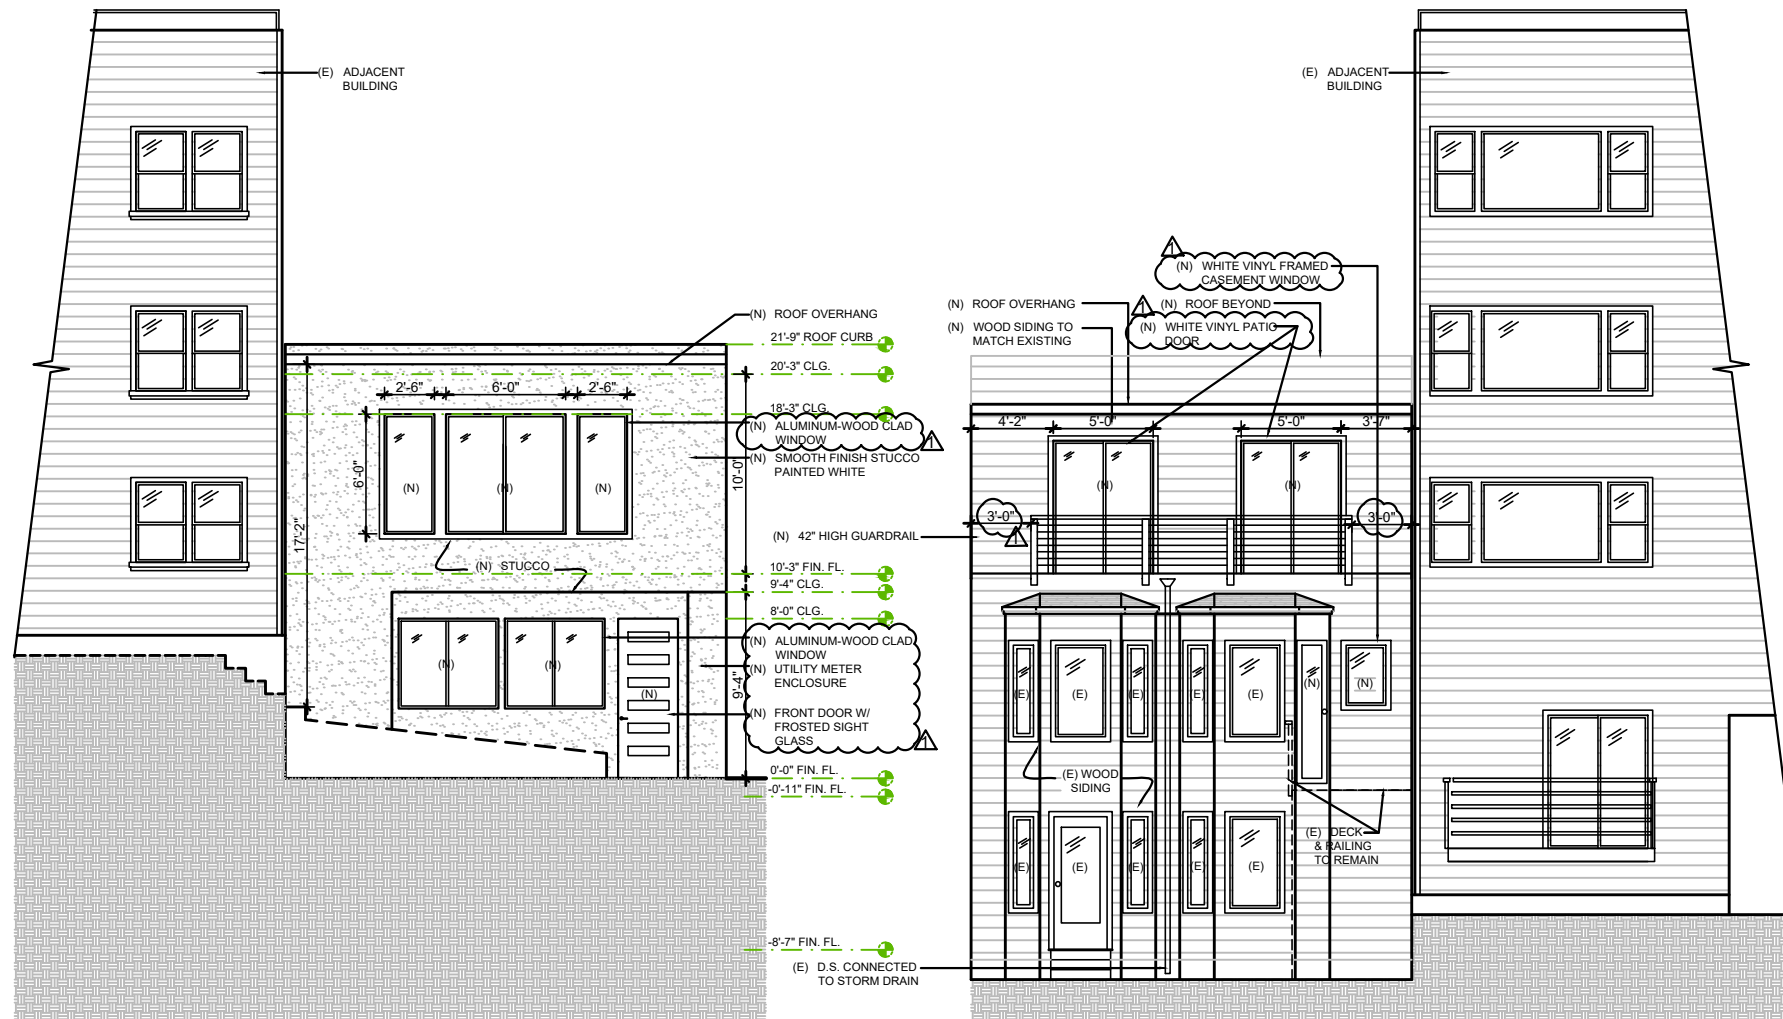 (E) ADJACENT
BUILDING
(N) ROOF OVERHANG
21'-9" ROOF CURB
20'-3" CLG.
18'-3" CLG.
2'-6"
6'-0"
2'-6"
(N) ALUMINUM-WOOD CLAD
WINDOW
1
(N) SMOOTH FINISH STUCCO
PAINTED WHITE
6'-0"
10'-0"
17'-2"
(N)
(N)
(N)
(N) 42" HIGH GUARDRAIL
(N) STUCCO
10'-3" FIN. FL.
9'-4" CLG.
8'-0" CLG.
(N) ALUMINUM-WOOD CLAD
WINDOW
(N) UTILITY METER
ENCLOSURE
9'-4"
(N)
(N)
(N)
(N) FRONT DOOR W/
FROSTED SIGHT
GLASS
1
0'-0" FIN. FL.
-0'-11" FIN. FL.
-8'-7" FIN. FL.
(E) D.S. CONNECTED
TO STORM DRAIN
(E) ADJACENT
BUILDING
1
(N) WHITE VINYL FRAMED
CASEMENT WINDOW
(N) ROOF OVERHANG
1
(N) ROOF BEYOND
(N) WOOD SIDING TO
MATCH EXISTING
(N) WHITE VINYL PATIO
DOOR
4'-2"
5'-0"
5'-0"
3'-7"
(N)
(N)
3'-0"
3'-0"
1
(E)
(E)
(E)
(E)
(E)
(N)
(N)
(E) WOOD
SIDING
(E) DECK
& RAILING
TO REMAIN
(E)
(E)
(E)
(E)
(E)